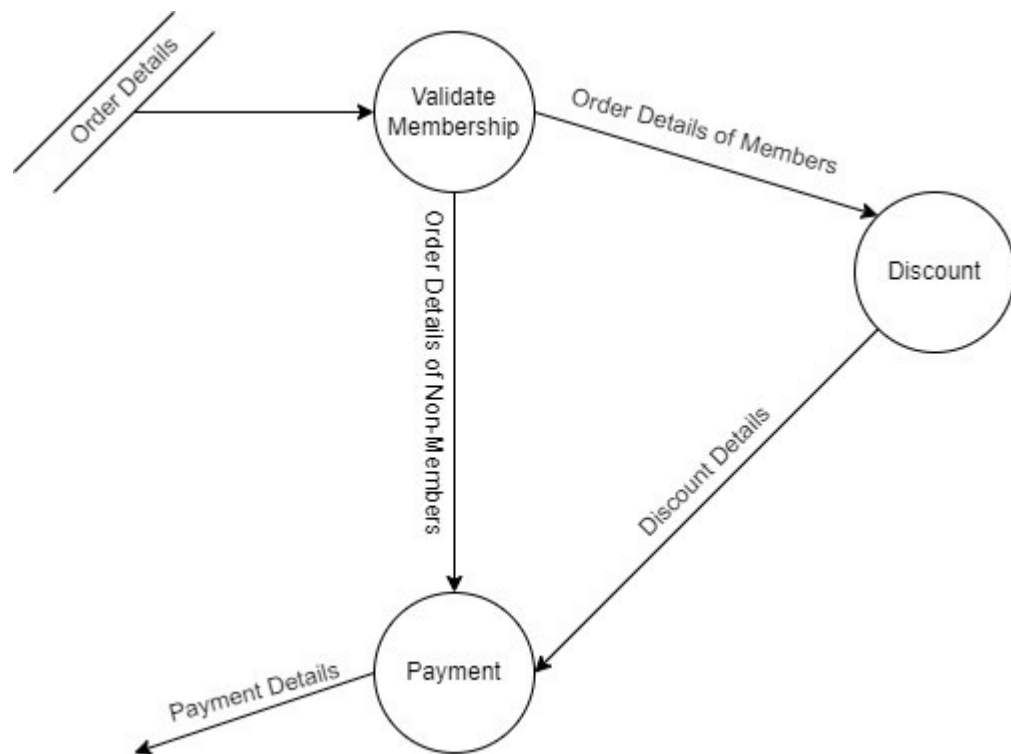 Order Details
Validate
Membership
Order Details of Members
Order Details of Non-Members
Discount
Discount Details
Payment
Payment Details